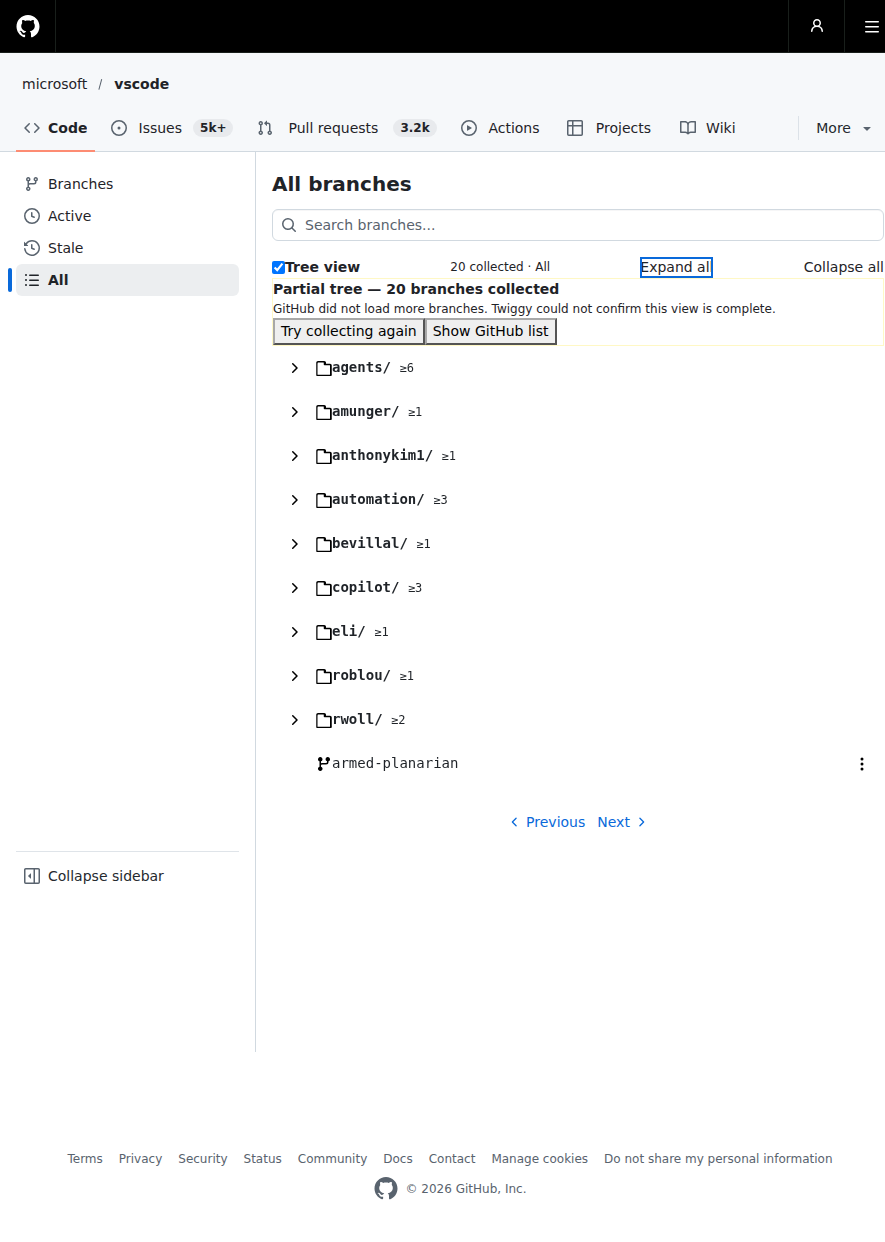 microsoft / vscode
Code Issues 5k+ Pull requests 3.2k Actions Projects Wiki More
Branches
Active
Stale
All
All branches
Search branches...
Tree view 20 collected · All Expand all Collapse all
Partial tree — 20 branches collected
GitHub did not load more branches. Twiggy could not confirm this view is complete.
Try collecting again Show GitHub list
agents/ ≥6
amunger/ ≥1
anthonykim1/ ≥1
automation/ ≥3
bevillal/ ≥1
copilot/ ≥3
eli/ ≥1
roblou/ ≥1
rwoll/ ≥2
armed-planarian
Previous Next
Collapse sidebar
Terms Privacy Security Status Community Docs Contact Manage cookies Do not share my personal information
© 2026 GitHub, Inc.